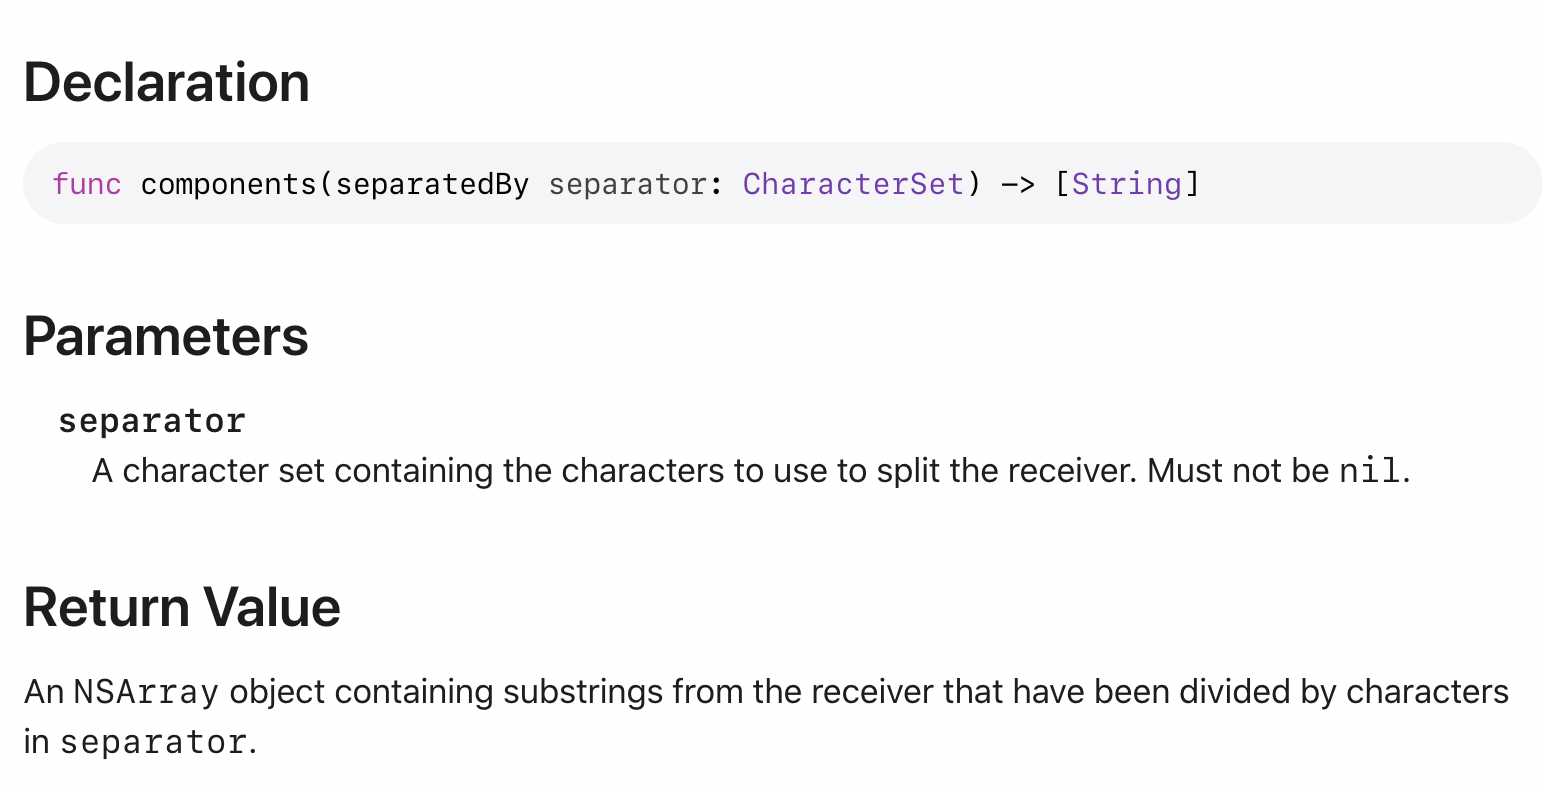 Declaration
func components(separatedBy separator: CharacterSet) -> [String]
Parameters
separator
A character set containing the characters to use to split the receiver. Must not be nil.
Return Value
An NSArray object containing substrings from the receiver that have been divided by characters
in separator.